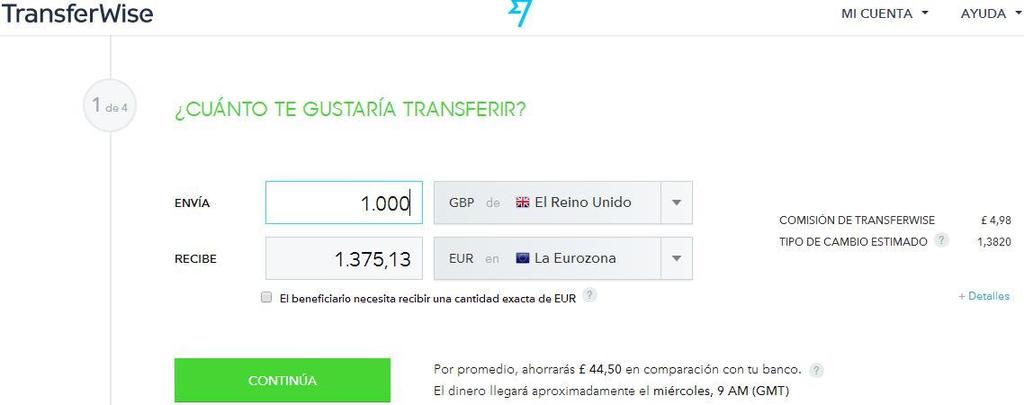 TransferWise MI CUENTA AYUDA
1 de 4
¿CUÁNTO TE GUSTARÍA TRANSFERIR?
ENVÍA 1.000 GBP de El Reino Unido
COMISIÓN DE TRANSFERWISE £ 4,98
TIPO DE CAMBIO ESTIMADO ? 1,3820
RECIBE 1.375,13 EUR en La Eurozona
El beneficiario necesita recibir una cantidad exacta de EUR ?
+ Detalles
CONTINÚA
Por promedio, ahorrarás £ 44,50 en comparación con tu banco. ?
El dinero llegará aproximadamente el miércoles, 9 AM (GMT)